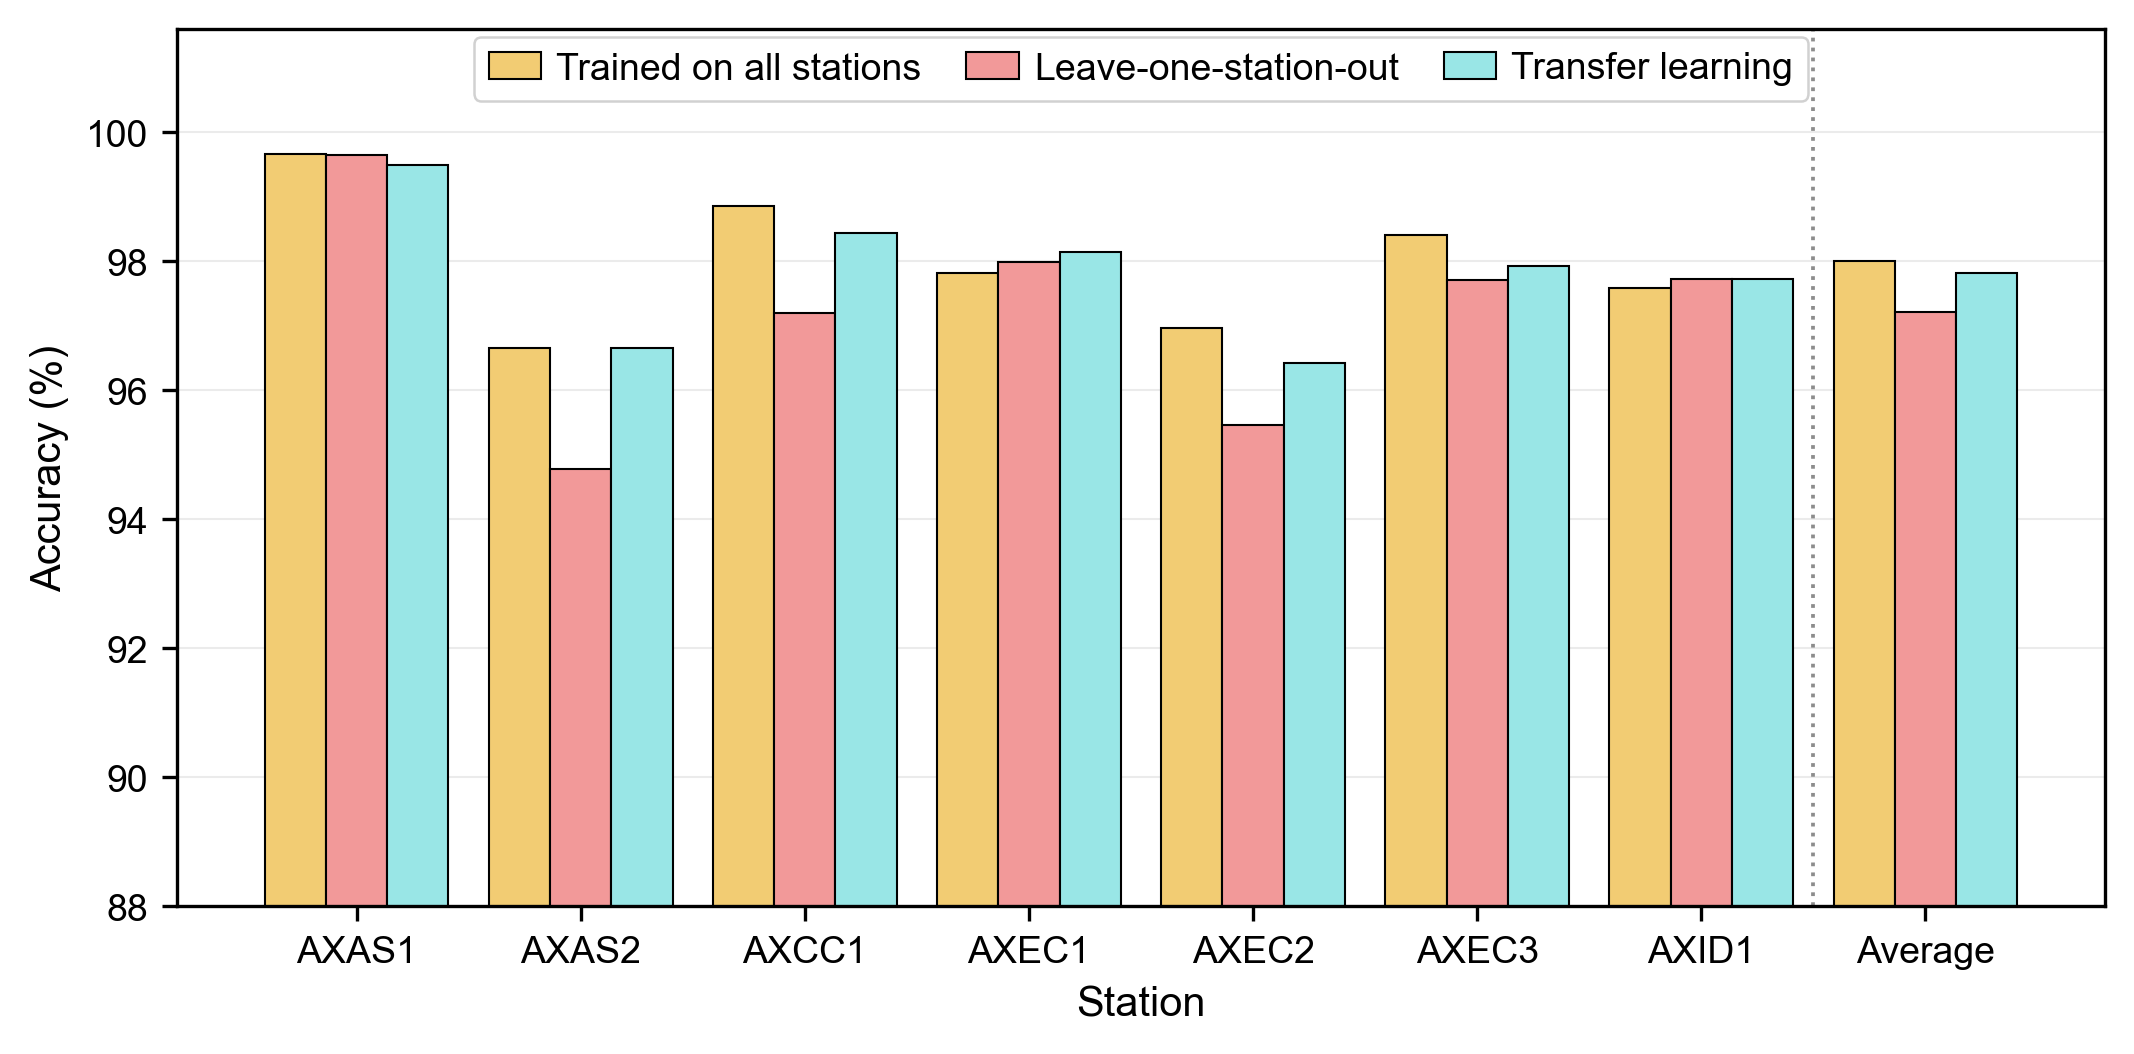 Trained on all stations
Leave-one-station-out
Transfer learning
100
98
96
94
92
90
88
Accuracy (%)
AXAS1
AXAS2
AXCC1
AXEC1
AXEC2
AXEC3
AXID1
Average
Station